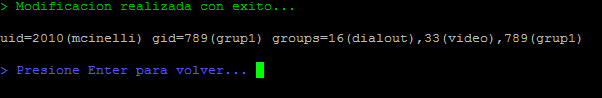 > Modificacion realizada con exito...
uid=2010(mcinelli) gid=789(grup1) groups=16(dialout),33(video),789(grup1)
> Presione Enter para volver...